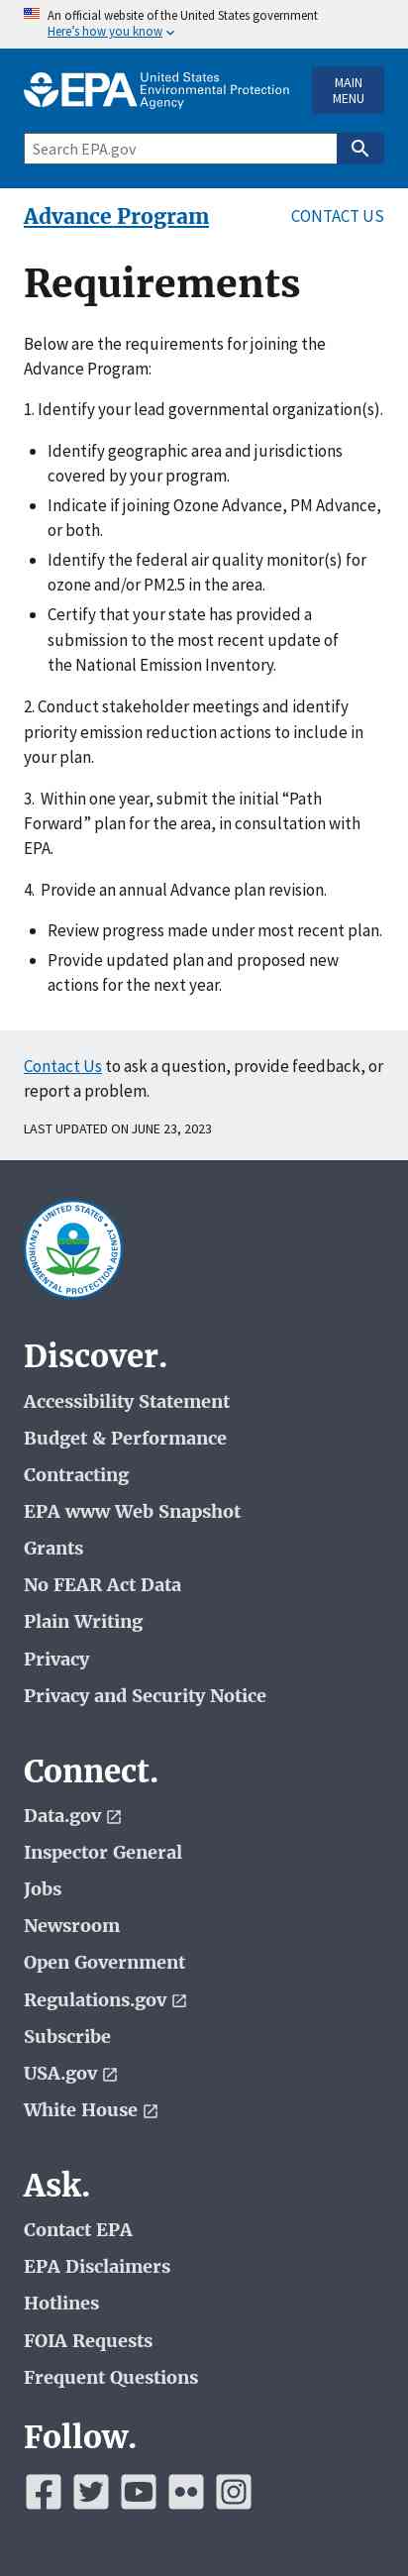 An official website of the United States government
Here's how you know
EPA United States
Environmental Protection
Agency
MAIN
MENU
Search EPA.gov
Advance Program
CONTACT US
Requirements
Below are the requirements for joining the
Advance Program:
1. Identify your lead governmental organization(s).
• Identify geographic area and jurisdictions
covered by your program.
• Indicate if joining Ozone Advance, PM Advance,
or both.
• Identify the federal air quality monitor(s) for
ozone and/or PM2.5 in the area.
• Certify that your state has provided a
submission to the most recent update of
the National Emission Inventory.
2. Conduct stakeholder meetings and identify
priority emission reduction actions to include in
your plan.
3. Within one year, submit the initial “Path
Forward” plan for the area, in consultation with
EPA.
4. Provide an annual Advance plan revision.
• Review progress made under most recent plan.
• Provide updated plan and proposed new
actions for the next year.
Contact Us to ask a question, provide feedback, or
report a problem.
LAST UPDATED ON JUNE 23, 2023
UNITED STATES
ENVIRONMENTAL PROTECTION AGENCY
Discover.
Accessibility Statement
Budget & Performance
Contracting
EPA www Web Snapshot
Grants
No FEAR Act Data
Plain Writing
Privacy
Privacy and Security Notice
Connect.
Data.gov
Inspector General
Jobs
Newsroom
Open Government
Regulations.gov
Subscribe
USA.gov
White House
Ask.
Contact EPA
EPA Disclaimers
Hotlines
FOIA Requests
Frequent Questions
Follow.